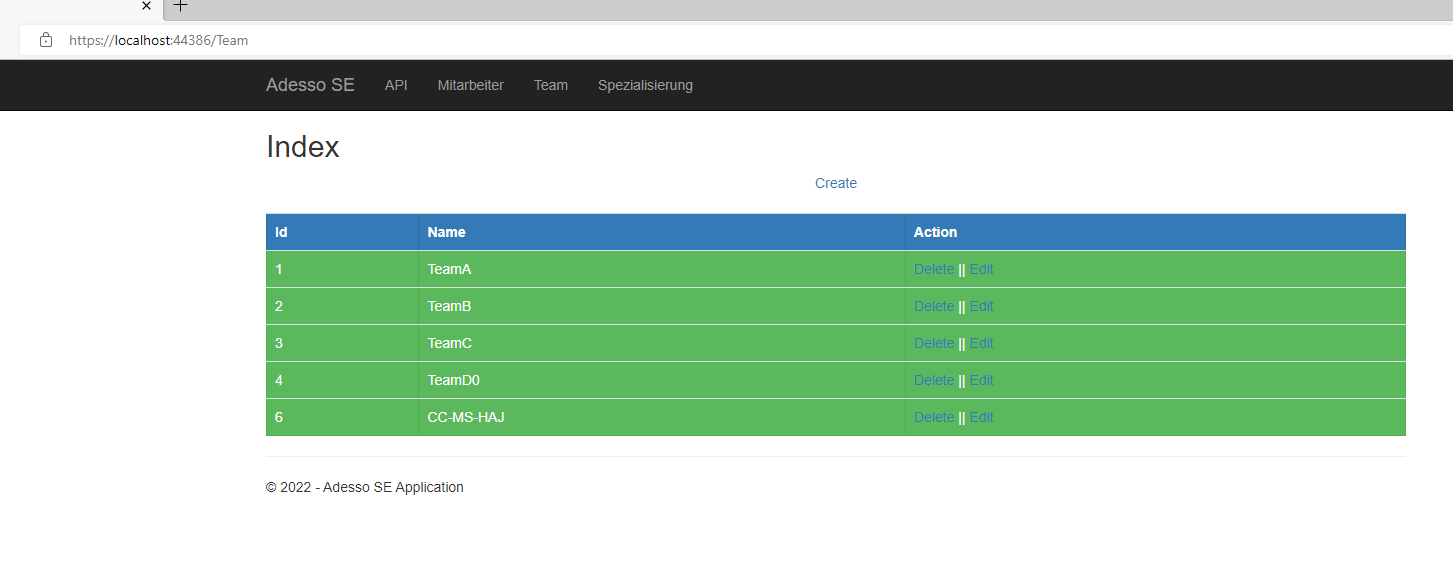 https://localhost:44386/Team
Adesso SE API Mitarbeiter Team Spezialisierung
Index
Create
Id Name Action
1 TeamA Delete || Edit
2 TeamB Delete || Edit
3 TeamC Delete || Edit
4 TeamD0 Delete || Edit
6 CC-MS-HAJ Delete || Edit
© 2022 - Adesso SE Application